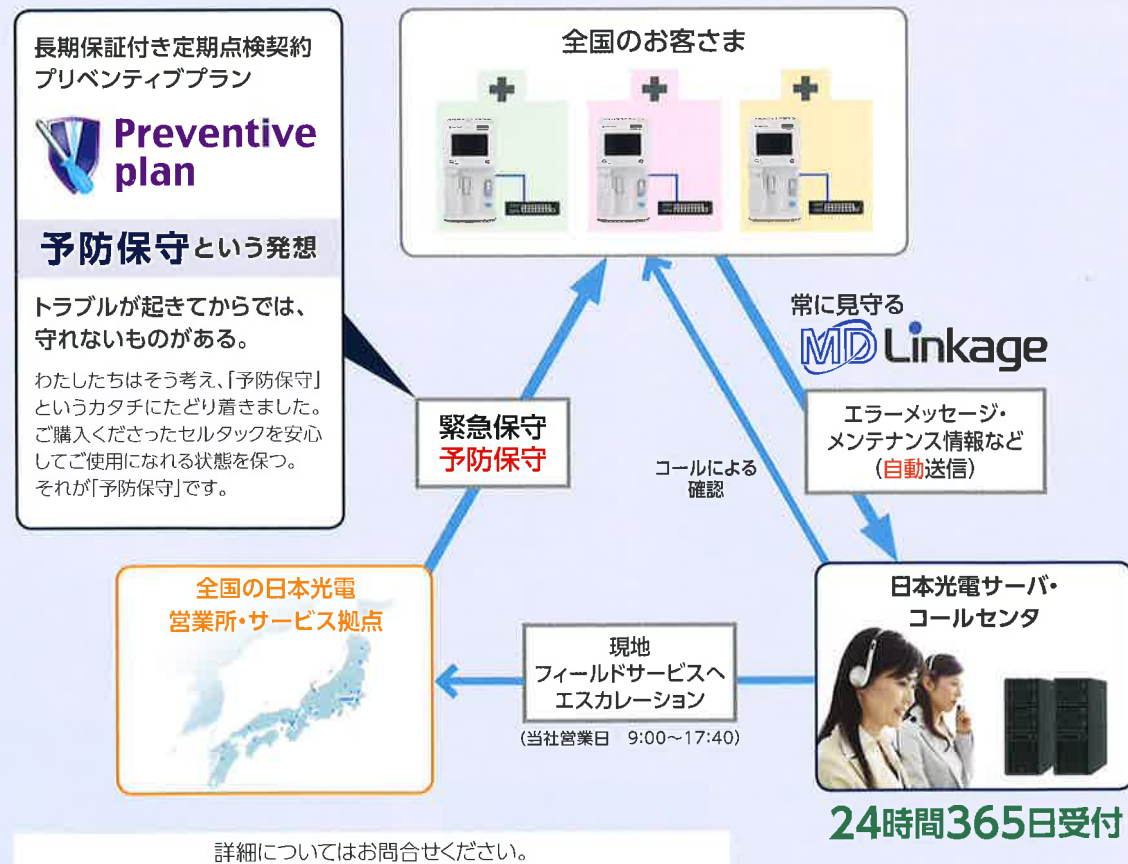 長期保証付き定期点検契約
プリベンティブプラン
Preventive
plan
予防保守という発想
トラブルが起きてからでは、
守れないものがある。
わたしたちはそう考え、「予防保守」
というカタチにたどり着きました。
ご購入くださったセルタックを安心
してご使用になれる状態を保つ。
それが「予防保守」です。
全国のお客さま
常に見守る
MD Linkage
エラーメッセージ・
メンテナンス情報など
(自動送信)
緊急保守
予防保守
コールによる
確認
全国の日本光電
営業所・サービス拠点
現地
フィールドサービスへ
エスカレーション
(当社営業日 9:00~17:40)
日本光電サーバ・
コールセンタ
24時間365日受付
詳細についてはお問合せください。